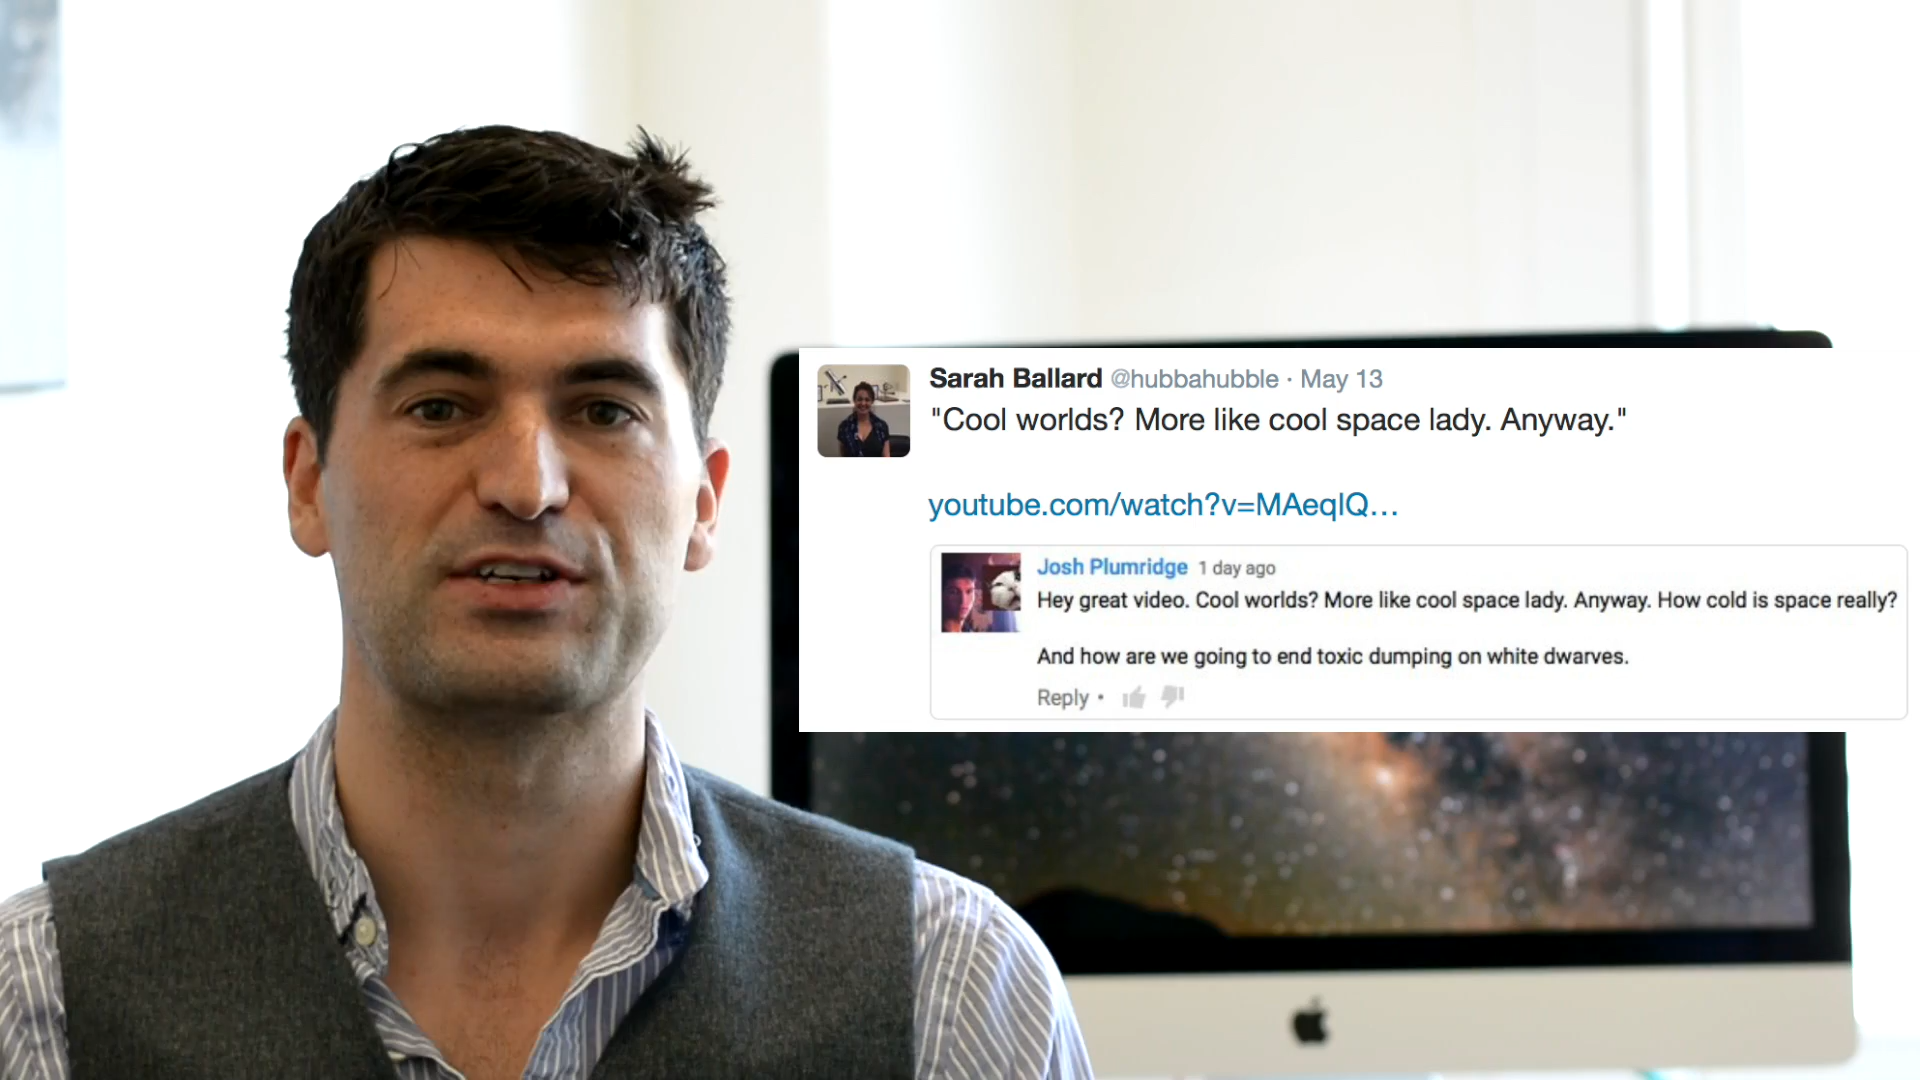 Sarah Ballard @hubbahubble · May 13
"Cool worlds? More like cool space lady. Anyway."
youtube.com/watch?v=MAeqIQ…
Josh Plumridge 1 day ago
Hey great video. Cool worlds? More like cool space lady. Anyway. How cold is space really?
And how are we going to end toxic dumping on white dwarves.
Reply •